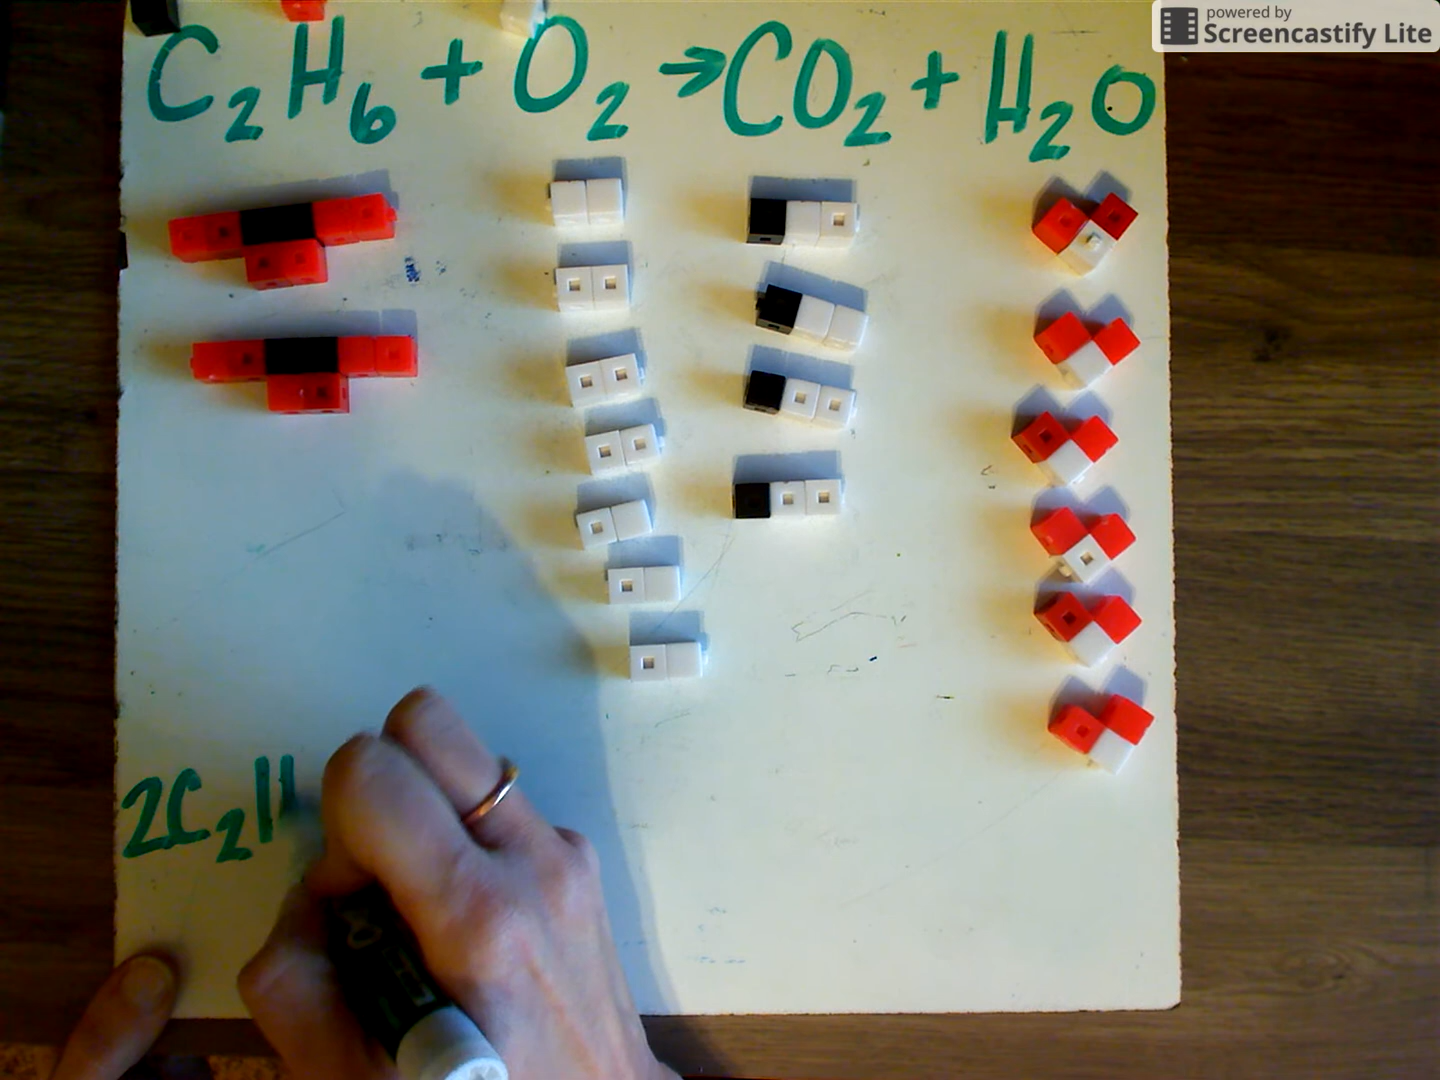 powered by
Screencastify Lite
C₂H₆ + O₂ → CO₂ + H₂O
2C₂H